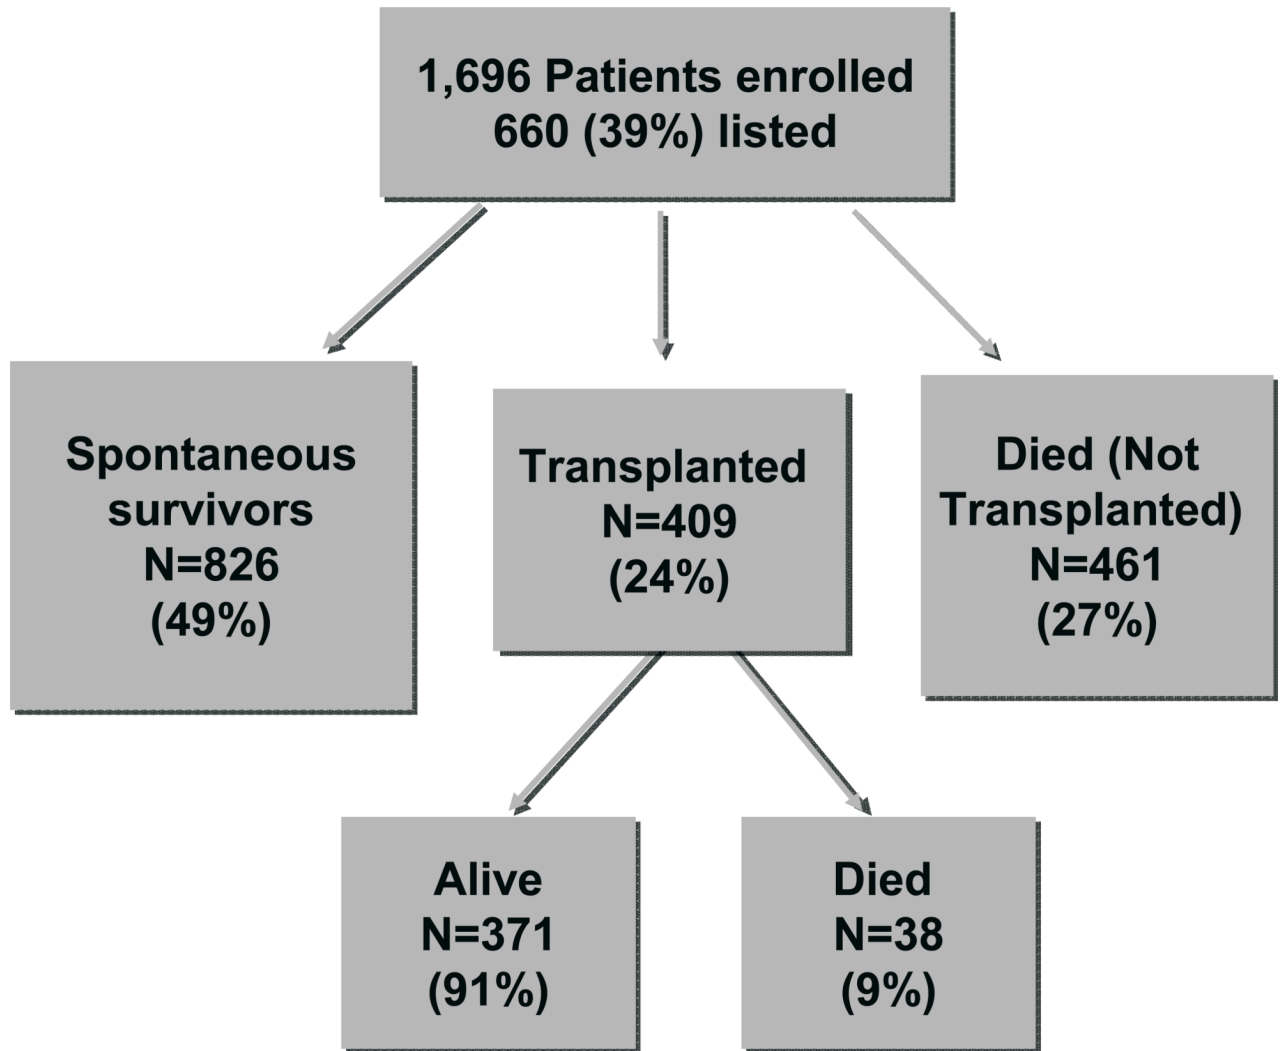 1,696 Patients enrolled
660 (39%) listed
Spontaneous
survivors
N=826
(49%)
Transplanted
N=409
(24%)
Died (Not
Transplanted)
N=461
(27%)
Alive
N=371
(91%)
Died
N=38
(9%)